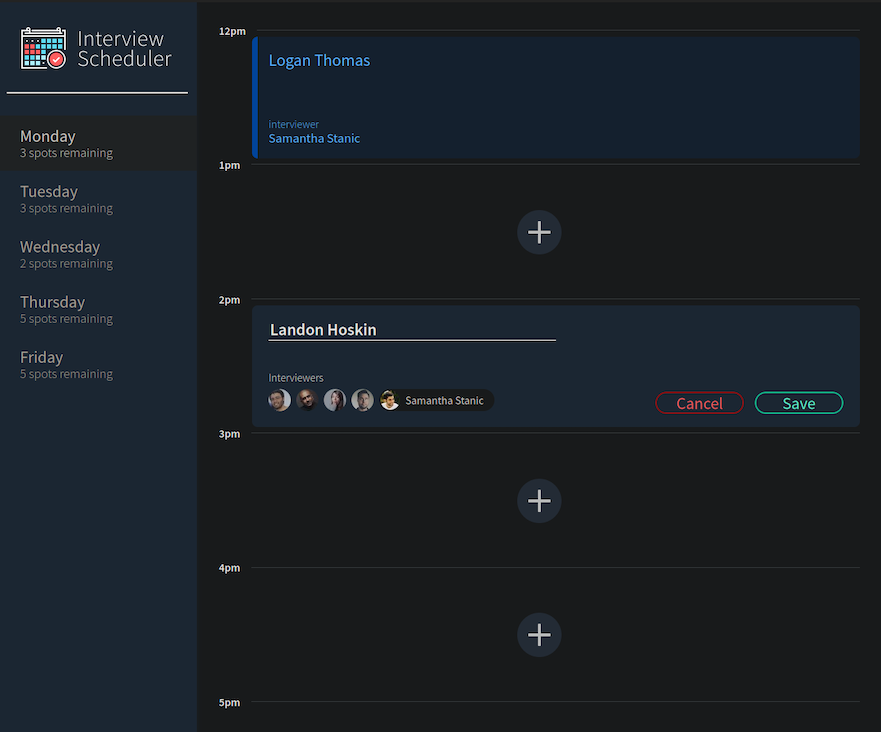 Interview
Scheduler
Monday
3 spots remaining
Tuesday
3 spots remaining
Wednesday
2 spots remaining
Thursday
5 spots remaining
Friday
5 spots remaining
12pm
Logan Thomas
interviewer
Samantha Stanic
1pm
2pm
Landon Hoskin
Interviewers
Samantha Stanic
Cancel
Save
3pm
4pm
5pm